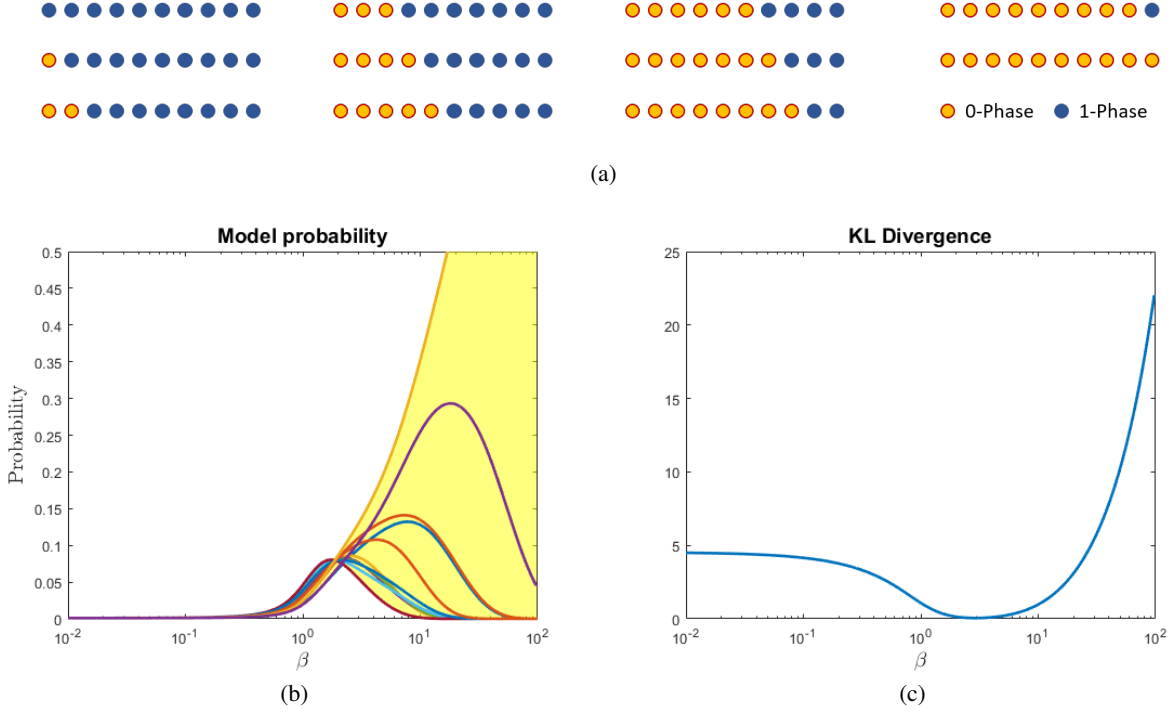 0-Phase 1-Phase
(a)
Model probability
0.5
0.45
0.4
0.35
0.3
0.25
0.2
0.15
0.1
0.05
0
Probability
10^-2 10^-1 10^0 10^1 10^2
β
(b)
KL Divergence
25
20
15
10
5
0
10^-2 10^-1 10^0 10^1 10^2
β
(c)